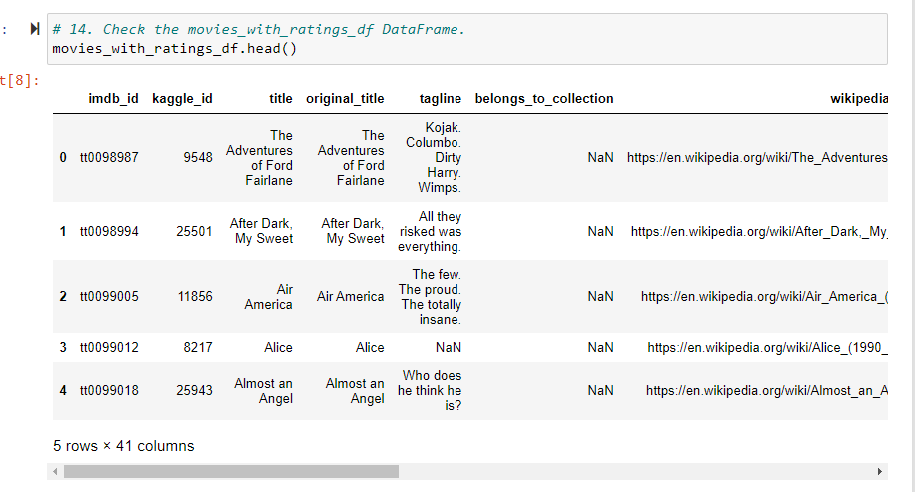 :
# 14. Check the movies_with_ratings_df DataFrame.
movies_with_ratings_df.head()
t[8]:
imdb_id kaggle_id title original_title tagline belongs_to_collection wikipedia
0 tt0098987 9548 The Adventures of Ford Fairlane The Adventures of Ford Fairlane Kojak. Columbo. Dirty Harry. Wimps. NaN https://en.wikipedia.org/wiki/The_Adventures
1 tt0098994 25501 After Dark, My Sweet After Dark, My Sweet All they risked was everything. NaN https://en.wikipedia.org/wiki/After_Dark,_My_
2 tt0099005 11856 Air America Air America The few. The proud. The totally insane. NaN https://en.wikipedia.org/wiki/Air_America_(
3 tt0099012 8217 Alice Alice NaN NaN https://en.wikipedia.org/wiki/Alice_(1990_
4 tt0099018 25943 Almost an Angel Almost an Angel Who does he think he is? NaN https://en.wikipedia.org/wiki/Almost_an_A
5 rows × 41 columns